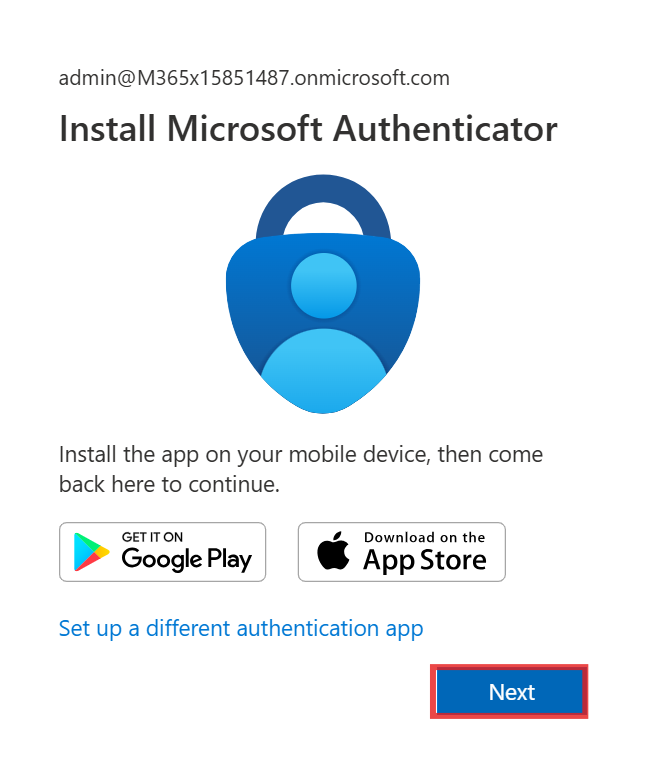 admin@M365x15851487.onmicrosoft.com
Install Microsoft Authenticator
Install the app on your mobile device, then come
back here to continue.
GET IT ON
Google Play
Download on the
App Store
Set up a different authentication app
Next